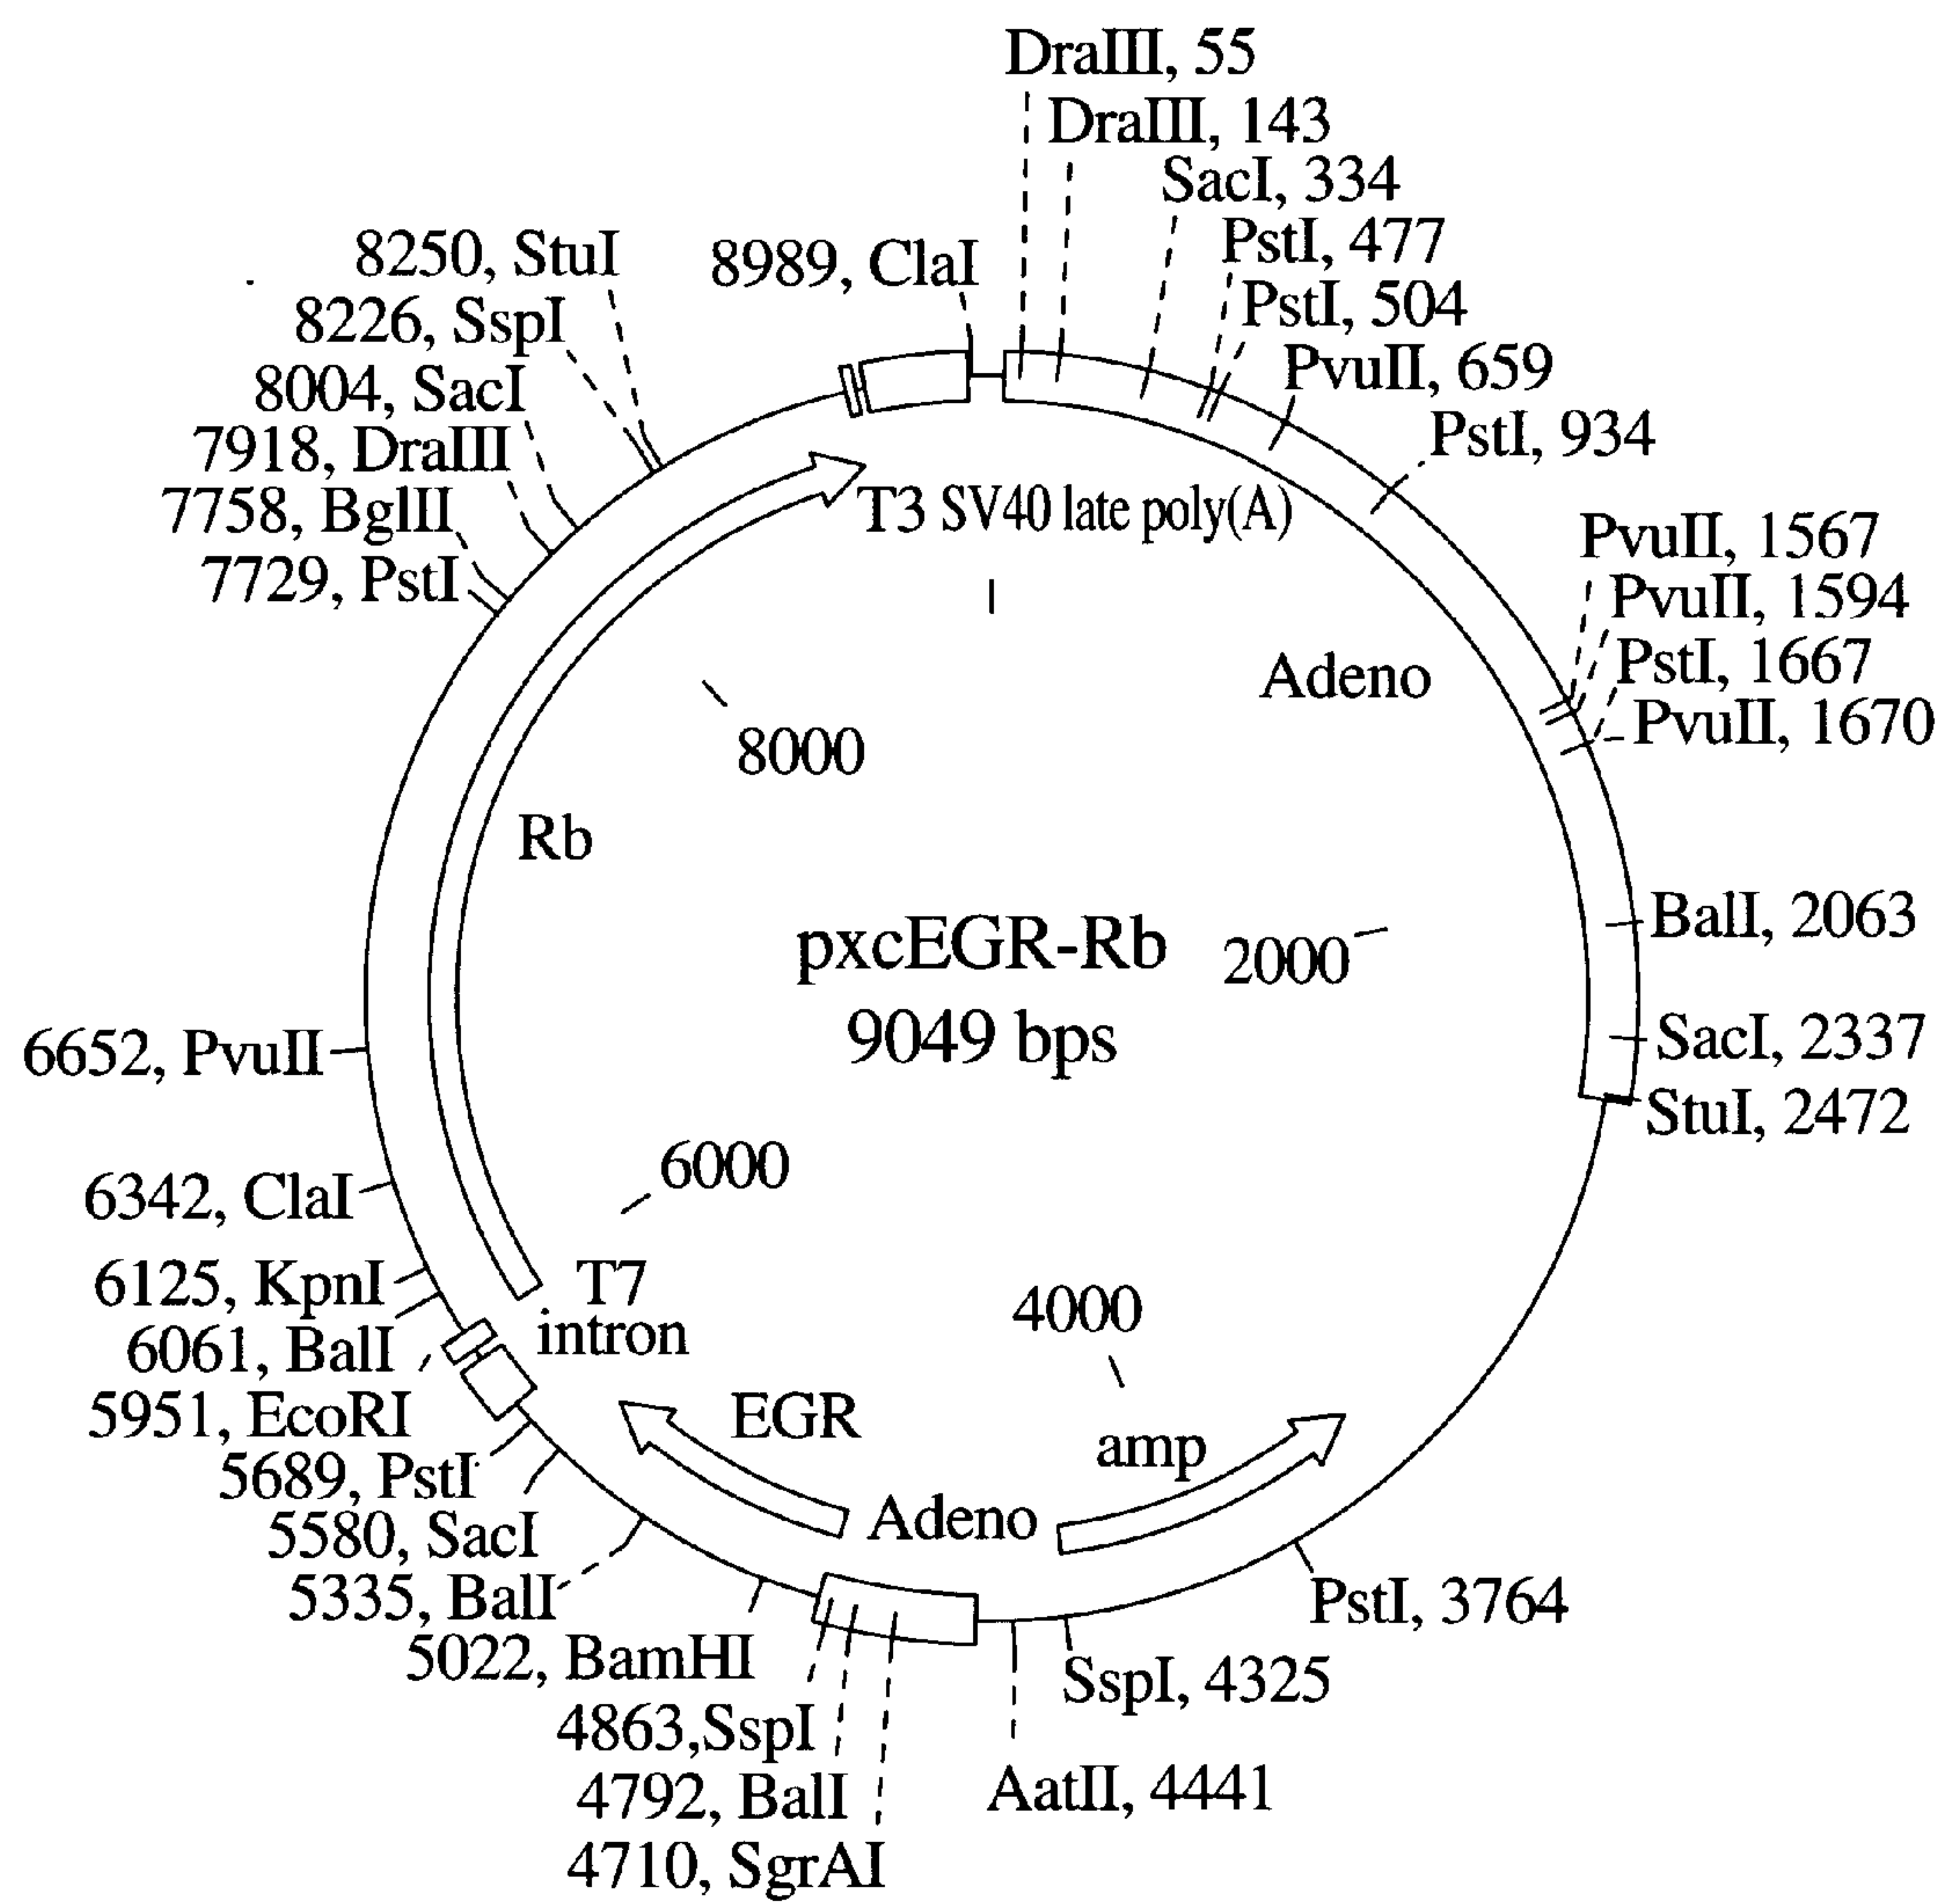 DraIII, 55
DraIII, 143
SacI, 334
PstI, 477
PstI, 504
PvuII, 659
PstI, 934
8989, ClaI
8250, StuI
8226, SspI
8004, SacI
7918, DraIII
7758, BglII
7729, PstI
T3 SV40 late poly(A)
PvuII, 1567
PvuII, 1594
PstI, 1667
PvuII, 1670
Adeno
8000
Rb
pxcEGR-Rb
9049 bps
2000
BalI, 2063
SacI, 2337
StuI, 2472
6652, PvuII
6000
6342, ClaI
6125, KpnI
6061, BalI
5951, EcoRI
5689, PstI
5580, SacI
5335, BalI
5022, BamHI
4863,SspI
4792, BalI
4710, SgrAI
T7
intron
EGR
4000
amp
Adeno
PstI, 3764
SspI, 4325
AatII, 4441